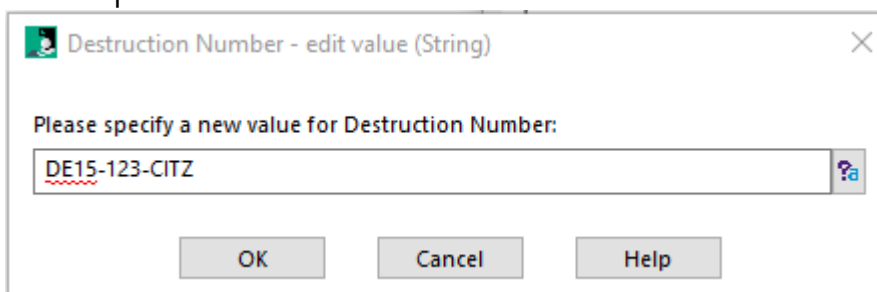 Destruction Number - edit value (String)
Please specify a new value for Destruction Number:
DE15-123-CITZ
?a
OK Cancel Help